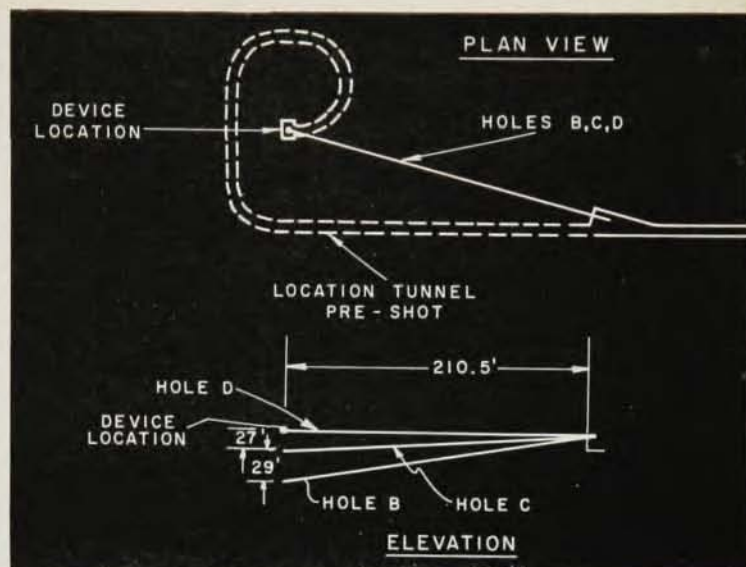 PLAN VIEW
DEVICE
LOCATION
HOLES B,C,D
LOCATION TUNNEL
PRE-SHOT
210.5'
HOLE D
DEVICE
LOCATION
27'
29'
HOLE B
HOLE C
ELEVATION